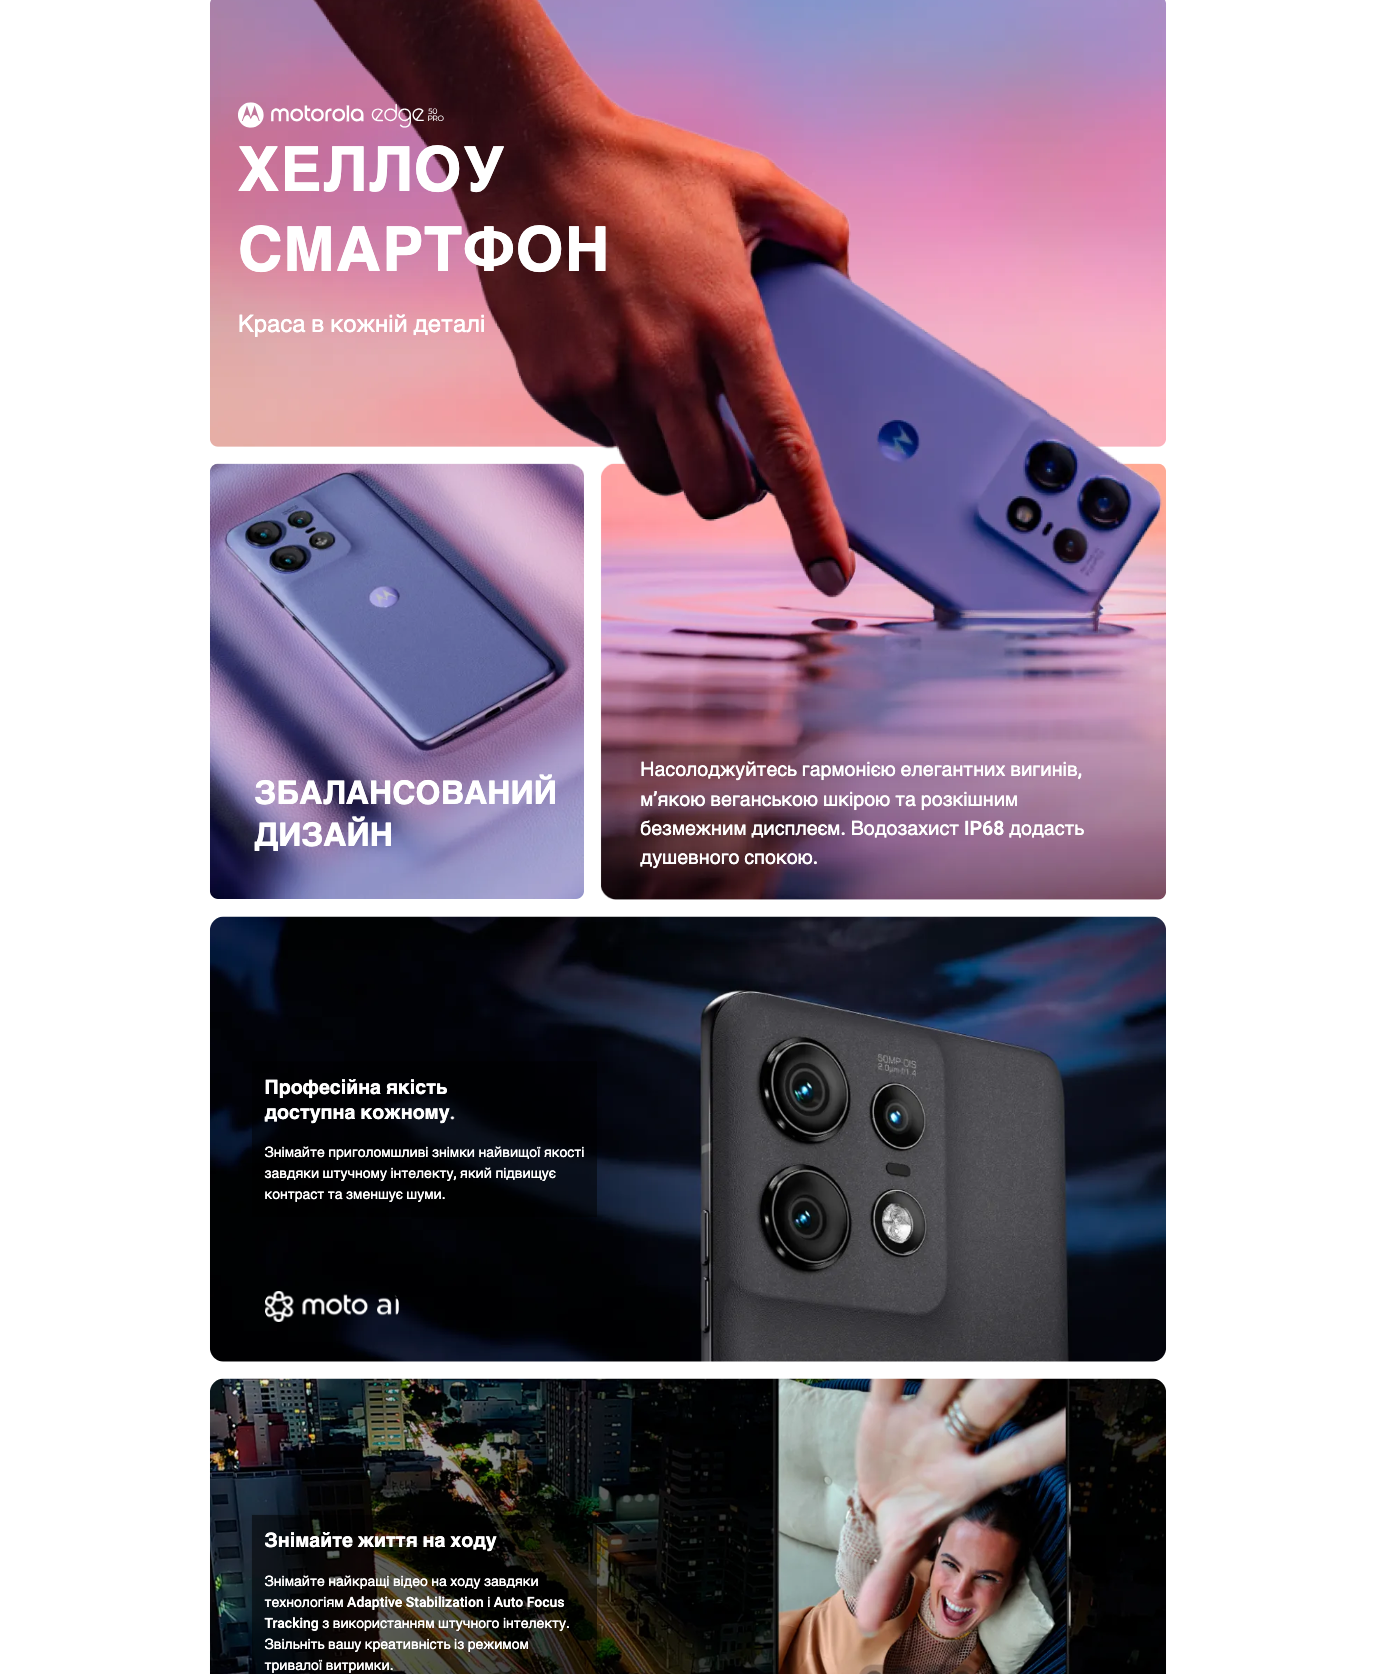 motorola edge 50 PRO
ХЕЛЛОУ
СМАРТФОН
Краса в кожній деталі
ЗБАЛАНСОВАНИЙ
ДИЗАЙН
Насолоджуйтесь гармонією елегантних вигинів,
м’якою веганською шкірою та розкішним
безмежним дисплеєм. Водозахист IP68 додасть
душевного спокою.
50MP OIS
Професійна якість
доступна кожному.
Знімайте приголомшливі знімки найвищої якості
завдяки штучному інтелекту, який підвищує
контраст та зменшує шуми.
moto ai
Знімайте життя на ходу
Знімайте найкращі відео на ходу завдяки
технологіям Adaptive Stabilization і Auto Focus
Tracking з використанням штучного інтелекту.
Звільніть вашу креативність із режимом
тривалої витримки.